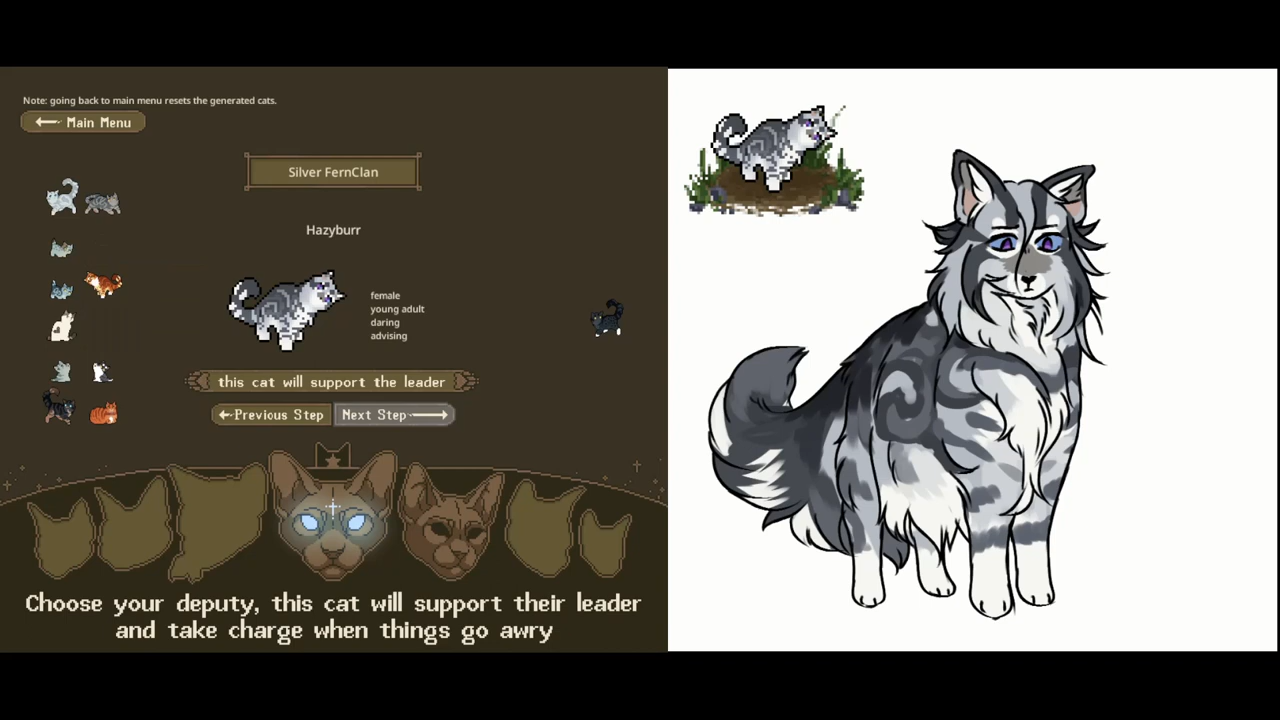 Note: going back to main menu resets the generated cats.
Main Menu
Silver FernClan
Hazyburr
female
young adult
daring
advising
this cat will support the leader
Previous Step
Next Step
Choose your deputy, this cat will support their leader
and take charge when things go awry